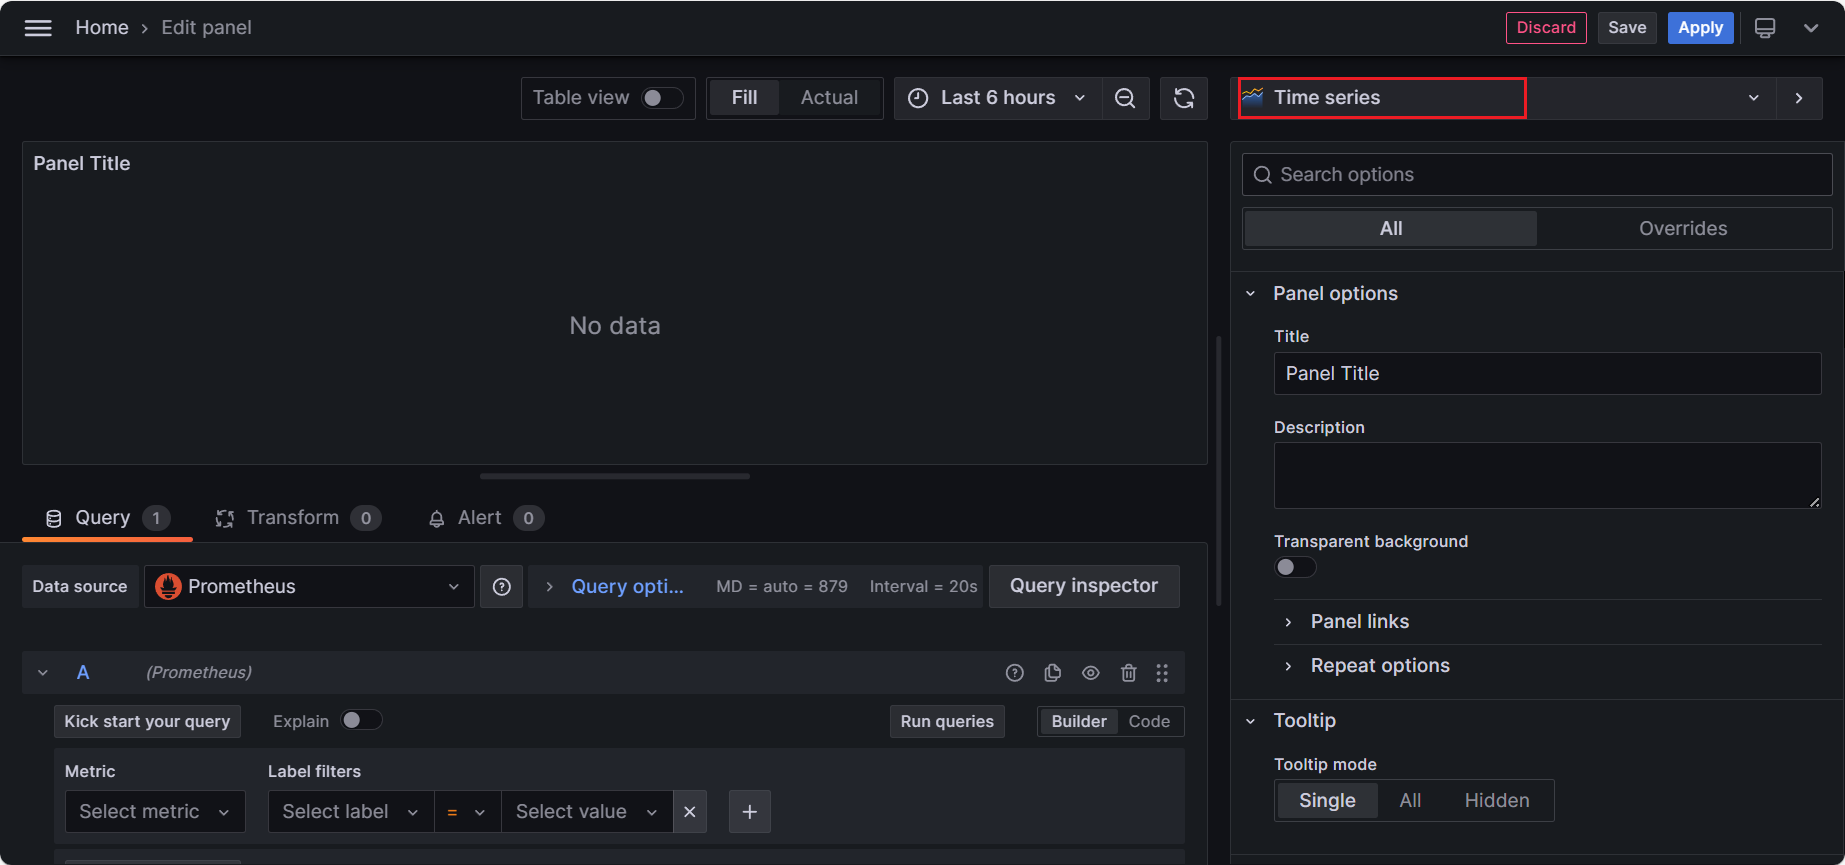 Home › Edit panel
Discard Save Apply
Table view Fill Actual Last 6 hours Time series
Panel Title
No data
Query 1 Transform 0 Alert 0
Data source Prometheus Query opti... MD = auto = 879 Interval = 20s Query inspector
A (Prometheus)
Kick start your query Explain Run queries Builder Code
Metric Label filters
Select metric Select label = Select value
Search options
All Overrides
Panel options
Title
Panel Title
Description
Transparent background
Panel links
Repeat options
Tooltip
Tooltip mode
Single All Hidden